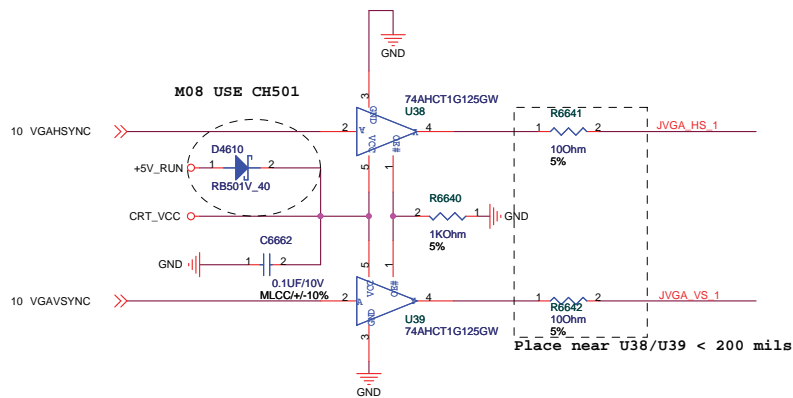 GND
M08 USE CH501
74AHCT1G125GW
U38
3
GND
R6641
10 VGAHSYNC
2
A
VCC
OE#
4
1
2
JVGA_HS_1
10Ohm
5%
D4610
+5V_RUN
1
2
RB501V_40
5
1
R6640
CRT_VCC
2
1
GND
1KOhm
5%
C6662
GND
1
2
0.1UF/10V
MLCC/+/-10%
5
1
VCC
OE#
10 VGAVSYNC
2
A
4
1
2
JVGA_VS_1
GND
U39
74AHCT1G125GW
R6642
10Ohm
5%
3
Place near U38/U39 < 200 mils
GND